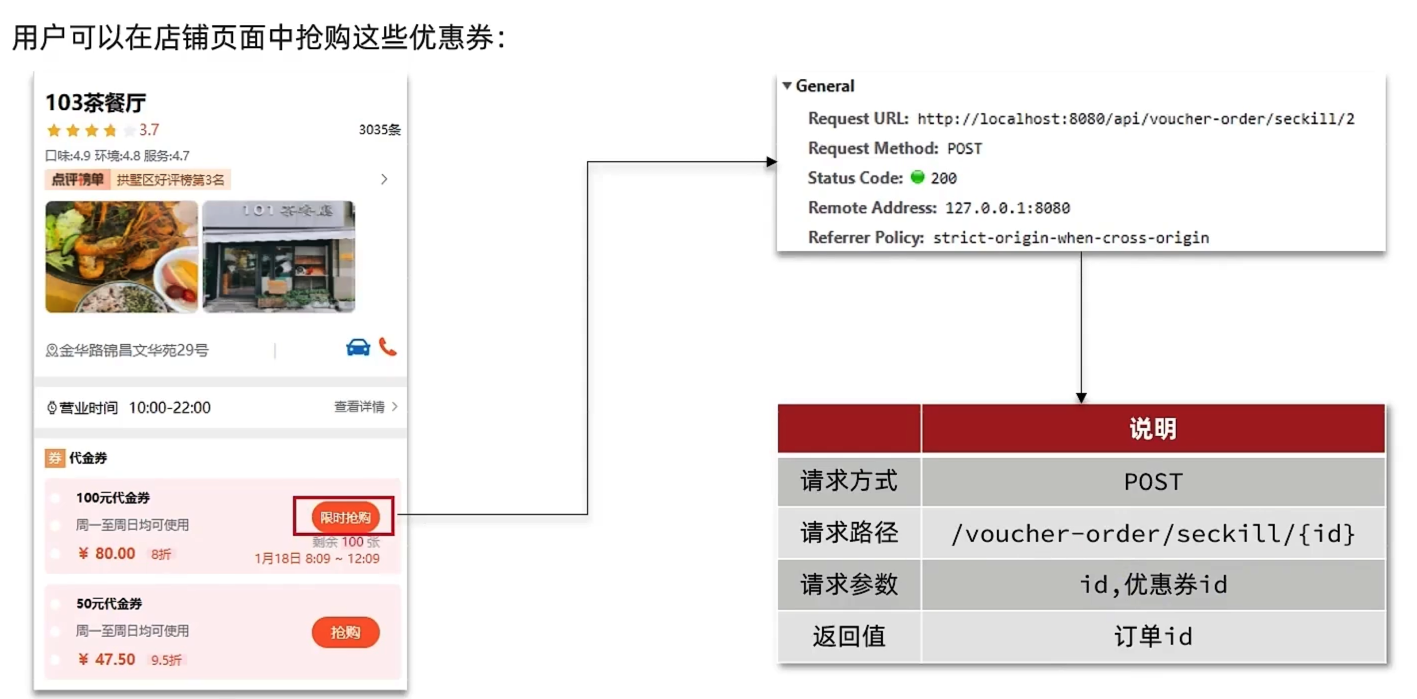 用户可以在店铺页面中抢购这些优惠券：
103茶餐厅
3.7
3035条
口味:4.9 环境:4.8 服务:4.7
点评榜单 拱墅区好评榜第3名
金华路锦昌文华苑29号
营业时间 10:00-22:00
查看详情
券 代金券
100元代金券
限时抢购
周一至周日均可使用
剩余 100 张
¥ 80.00 8折
1月18日 8:09 ~ 12:09
50元代金券
周一至周日均可使用
抢购
¥ 47.50 9.5折
General
Request URL: http://localhost:8080/api/voucher-order/seckill/2
Request Method: POST
Status Code: 200
Remote Address: 127.0.0.1:8080
Referrer Policy: strict-origin-when-cross-origin
说明
请求方式 POST
请求路径 /voucher-order/seckill/{id}
请求参数 id,优惠券id
返回值 订单id